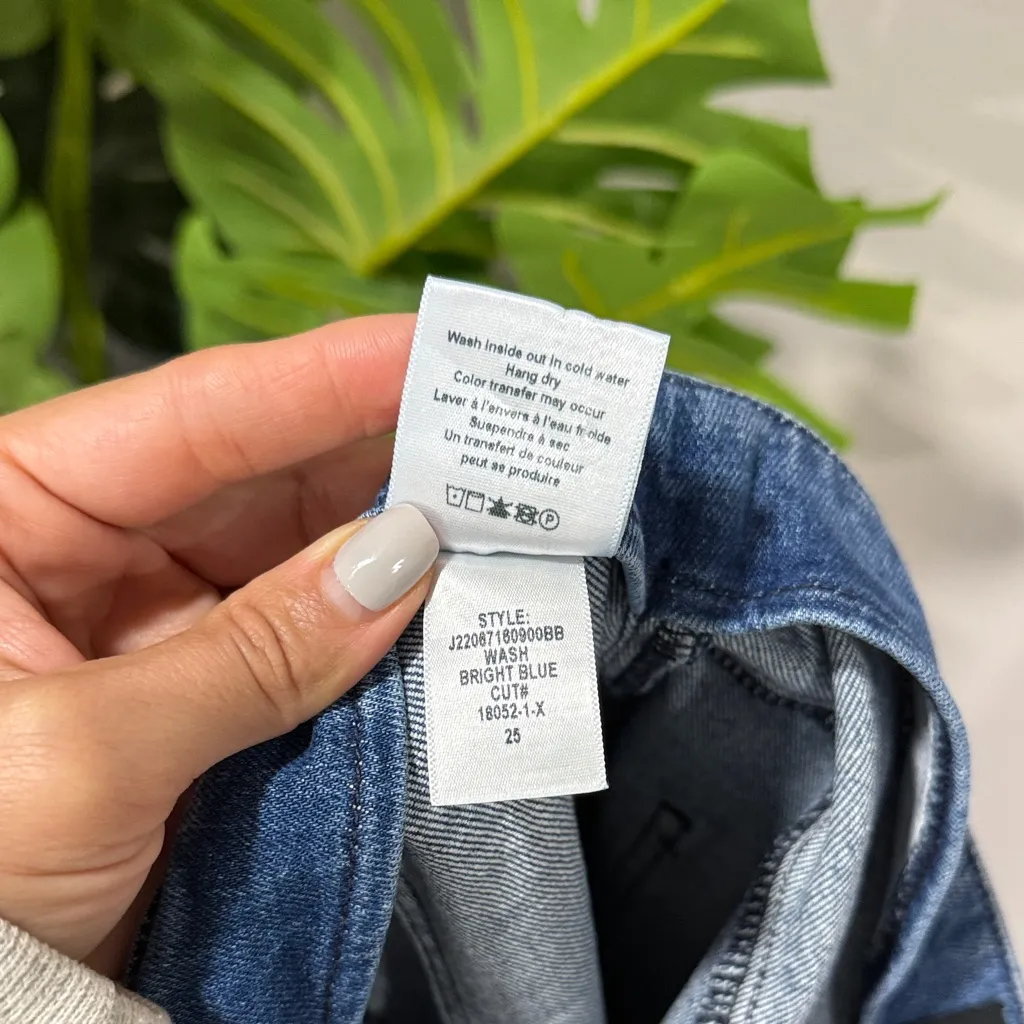 Wash inside out in cold water
Hang dry
Color transfer may occur
Laver à l'envers à l'eau froide
Suspendre à sec
Un transfert de couleur
peut se produire
P
STYLE:
J22067160900BB
WASH
BRIGHT BLUE
CUT#
18052-1-X
25